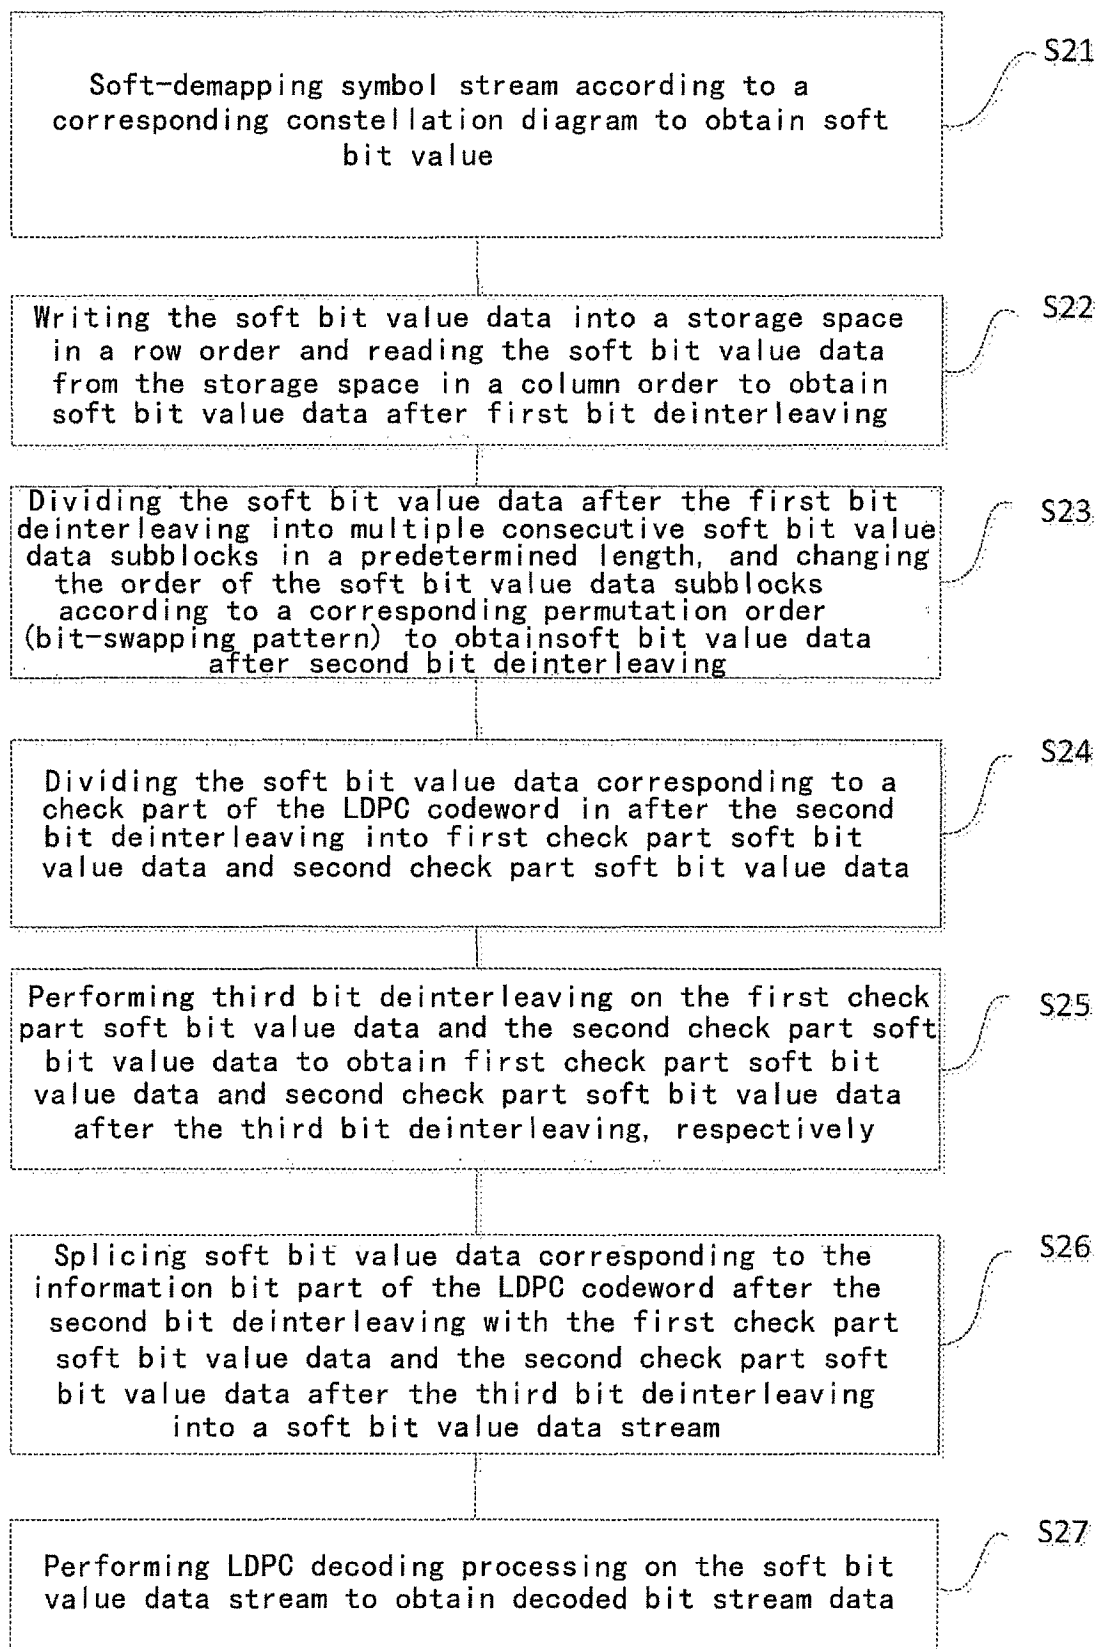 Soft-demapping symbol stream according to a
corresponding constellation diagram to obtain soft
bit value
S21
Writing the soft bit value data into a storage space
in a row order and reading the soft bit value data
from the storage space in a column order to obtain
soft bit value data after first bit deinterleaving
S22
Dividing the soft bit value data after the first bit
deinterleaving into multiple consecutive soft bit value
data subblocks in a predetermined length, and changing
the order of the soft bit value data subblocks
according to a corresponding permutation order
(bit-swapping pattern) to obtainsoft bit value data
after second bit deinterleaving
S23
Dividing the soft bit value data corresponding to a
check part of the LDPC codeword in after the second
bit deinterleaving into first check part soft bit
value data and second check part soft bit value data
S24
Performing third bit deinterleaving on the first check
part soft bit value data and the second check part soft
bit value data to obtain first check part soft bit
value data and second check part soft bit value data
after the third bit deinterleaving, respectively
S25
Splicing soft bit value data corresponding to the
information bit part of the LDPC codeword after the
second bit deinterleaving with the first check part
soft bit value data and the second check part soft
bit value data after the third bit deinterleaving
into a soft bit value data stream
S26
Performing LDPC decoding processing on the soft bit
value data stream to obtain decoded bit stream data
S27